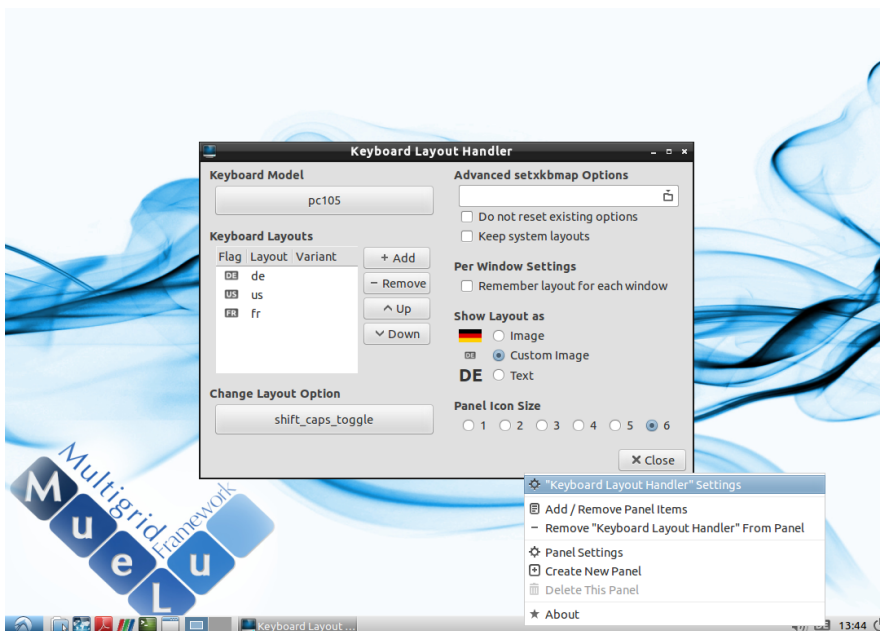 Keyboard Layout Handler
Keyboard Model
pc105
Keyboard Layouts
Flag Layout Variant
DE de
US us
FR fr
+ Add
− Remove
Up
Down
Change Layout Option
shift_caps_toggle
Advanced setxkbmap Options
Do not reset existing options
Keep system layouts
Per Window Settings
Remember layout for each window
Show Layout as
Image
DE Custom Image
DE Text
Panel Icon Size
1 2 3 4 5 6
Close
"Keyboard Layout Handler" Settings
Add / Remove Panel Items
− Remove "Keyboard Layout Handler" From Panel
Panel Settings
Create New Panel
Delete This Panel
About
MueLu
Multigrid
Framework
Keyboard Layout ...
13:44